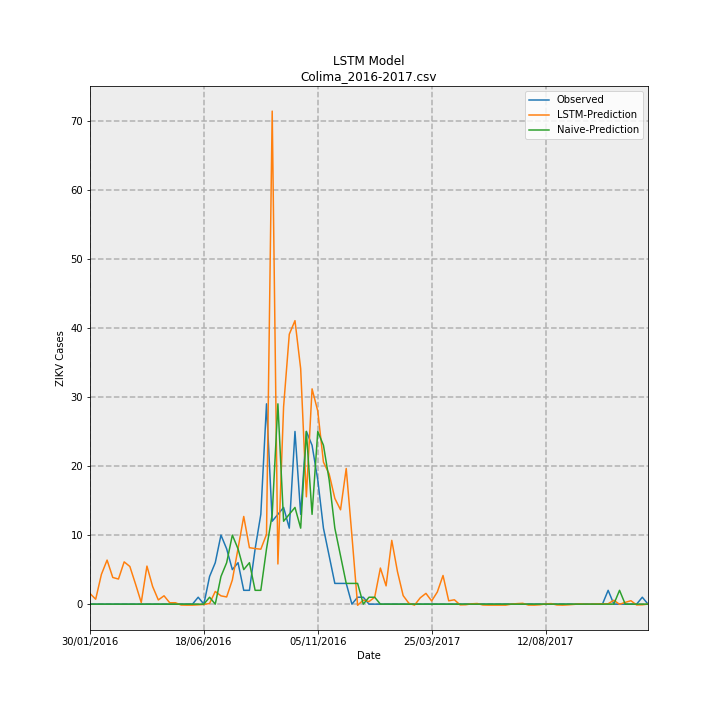 LSTM Model
Colima_2016-2017.csv
Observed
LSTM-Prediction
Naive-Prediction
ZIKV Cases
70
60
50
40
30
20
10
0
30/01/2016
18/06/2016
05/11/2016
25/03/2017
12/08/2017
Date